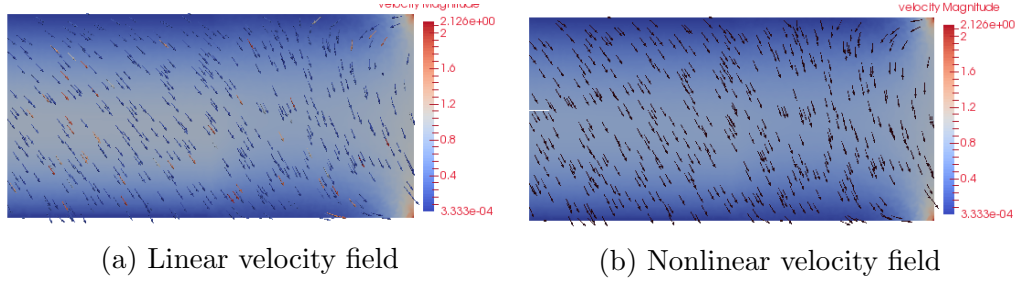 velocity Magnitude
2.126e+00
2
1.6
1.2
0.8
0.4
3.333e-04
velocity Magnitude
2.126e+00
2
1.6
1.2
0.8
0.4
3.333e-04
(a) Linear velocity field
(b) Nonlinear velocity field